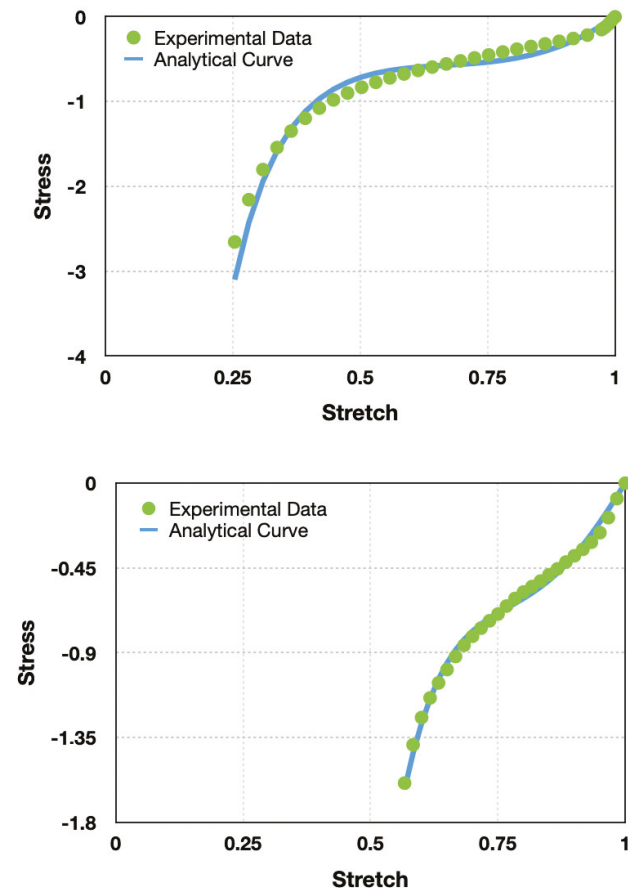 0
Experimental Data
Analytical Curve
-1
-2
-3
-4
Stress
0 0.25 0.5 0.75 1
Stretch
0
Experimental Data
Analytical Curve
-0.45
-0.9
-1.35
-1.8
Stress
0 0.25 0.5 0.75 1
Stretch